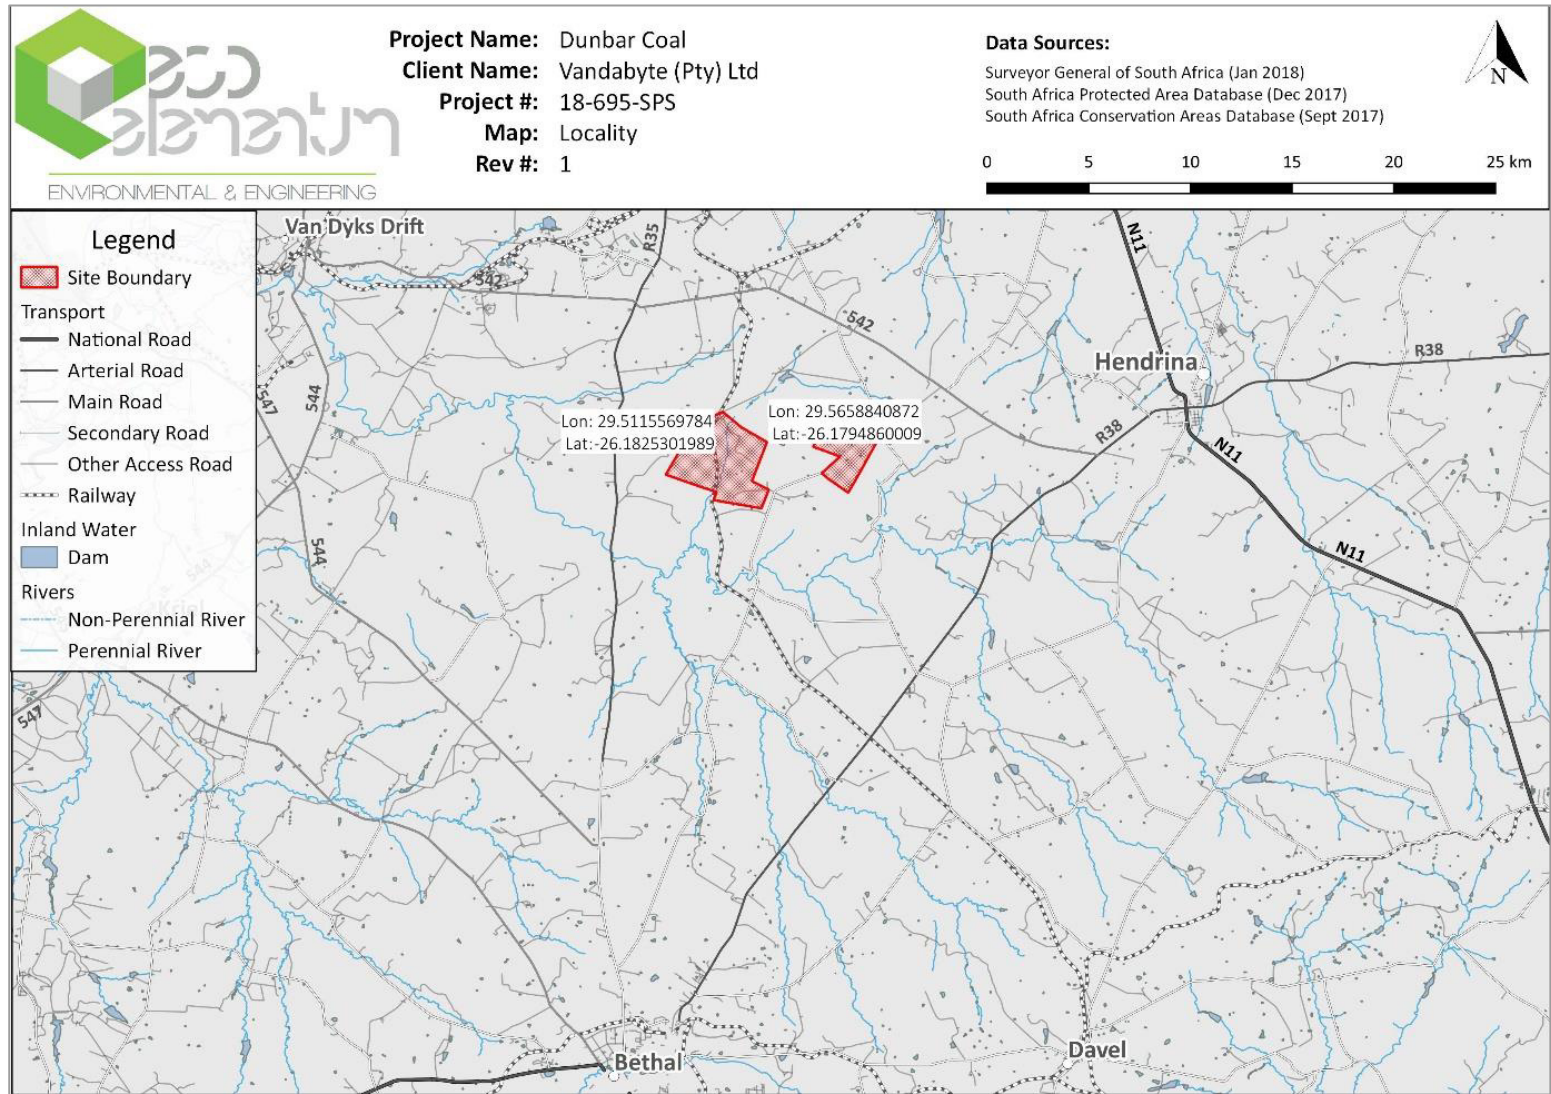 eco
elementum
ENVIRONMENTAL & ENGINEERING
Project Name: Dunbar Coal
Client Name: Vandabyte (Pty) Ltd
Project #: 18-695-SPS
Map: Locality
Rev #: 1
Data Sources:
Surveyor General of South Africa (Jan 2018)
South Africa Protected Area Database (Dec 2017)
South Africa Conservation Areas Database (Sept 2017)
N
0 5 10 15 20 25 km
Legend
Site Boundary
Transport
National Road
Arterial Road
Main Road
Secondary Road
Other Access Road
Railway
Inland Water
Dam
Rivers
Non-Perennial River
Perennial River
Van Dyks Drift
R35
N11
542
542
Hendrina
R38
547
544
Lon: 29.5115569784
Lat:-26.1825301989
Lon: 29.5658840872
Lat:-26.1794860009
R38
N11
544
N11
544
547
Bethal
Davel